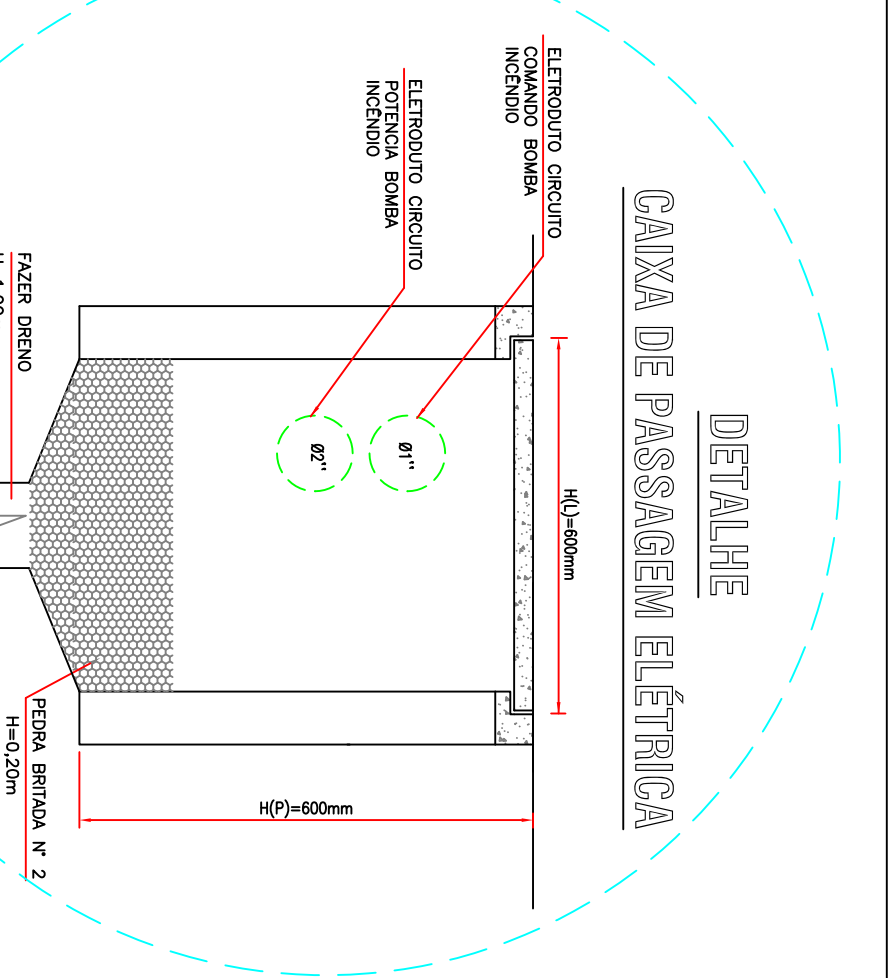 DETALHE
CAIXA DE PASSAGEM ELÉTRICA
ELETRODUTO CIRCUITO
COMANDO BOMBA
INCÊNDIO
ELETRODUTO CIRCUITO
POTENCIA BOMBA
INCÊNDIO
H(L)=600mm
Ø1''
Ø2''
H(P)=600mm
FAZER DRENO
PEDRA BRITADA N° 2
H=0,20m